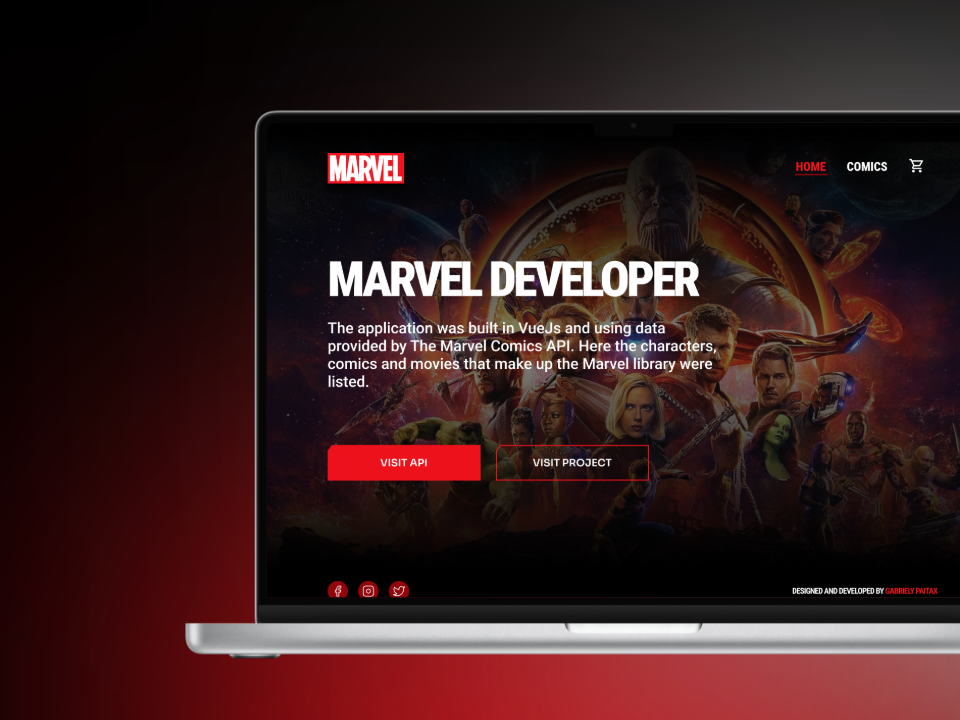 MARVEL
HOME COMICS
MARVEL DEVELOPER
The application was built in VueJs and using data
provided by The Marvel Comics API. Here the characters,
comics and movies that make up the Marvel library were
listed.
VISIT API VISIT PROJECT
DESIGNED AND DEVELOPED BY GABRIELY PAITAX